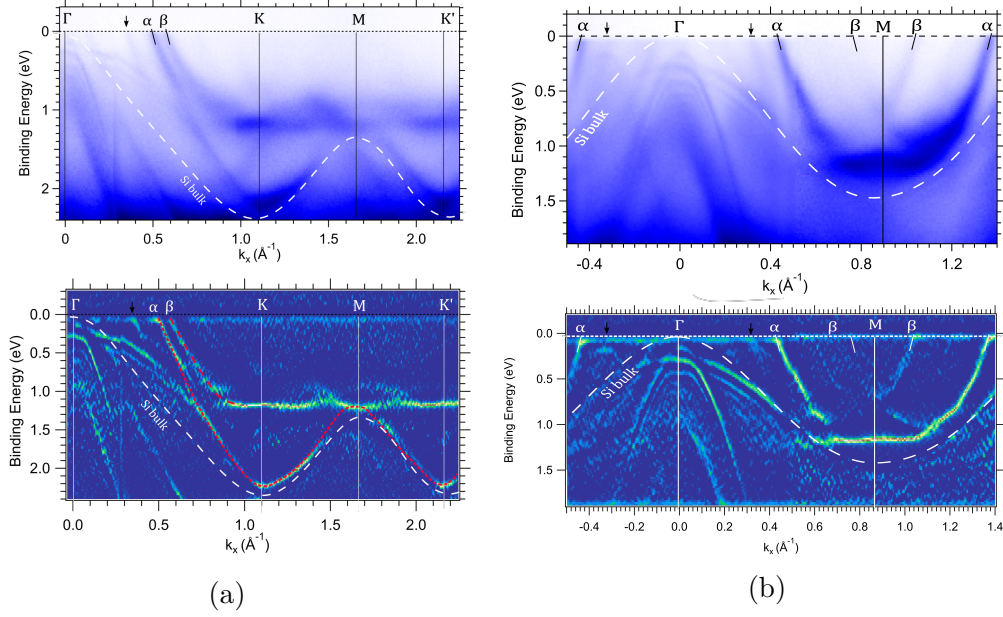 Γ α β K M K'
0
1
2
Binding Energy (eV)
Si bulk
0 0.5 1.0 1.5 2.0
kx (Å-1)
α Γ α β M β α
0
0.5
1.0
1.5
Binding Energy (eV)
Si bulk
-0.4 0 0.4 0.8 1.2
kx (Å-1)
Γ α β K M K'
0.0
0.5
1.0
1.5
2.0
Binding Energy (eV)
Si bulk
0.0 0.5 1.0 1.5 2.0
kx (Å-1)
(a)
α Γ α β M β
0.0
0.5
1.0
1.5
Binding Energy (eV)
Si bulk
-0.4 -0.2 0.0 0.2 0.4 0.6 0.8 1.0 1.2 1.4
kx (Å-1)
(b)